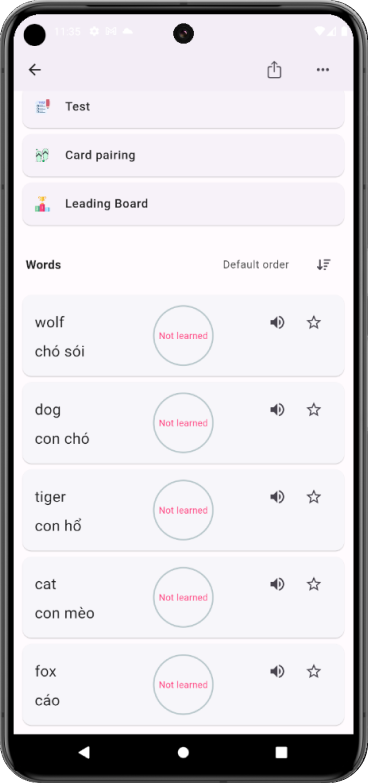 11:35
Test
Card pairing
Leading Board
Words
Default order
wolf
chó sói
Not learned
dog
con chó
Not learned
tiger
con hổ
Not learned
cat
con mèo
Not learned
fox
cáo
Not learned